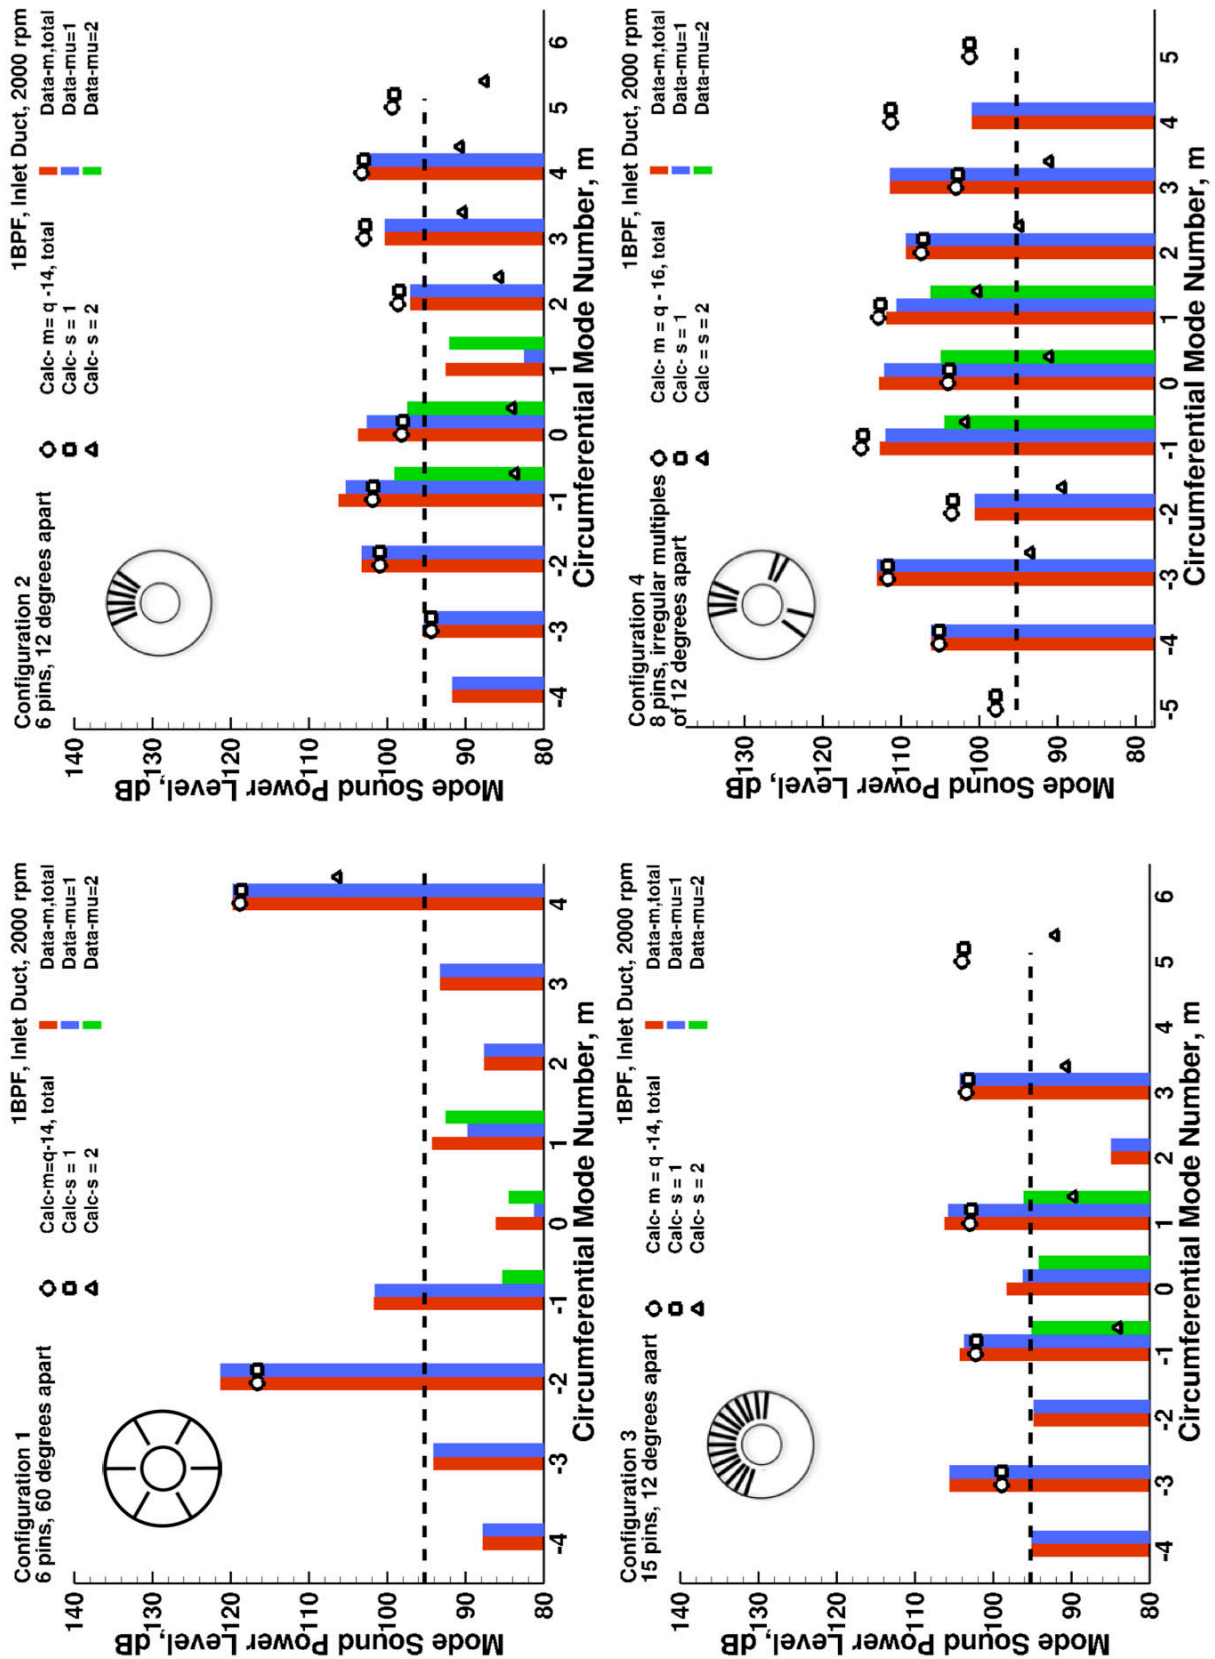 Configuration 1
6 pins, 60 degrees apart
1BPF, Inlet Duct, 2000 rpm
Calc-m=q-14, total
Calc-s = 1
Calc-s = 2
Data-m,total
Data-mu=1
Data-mu=2
Mode Sound Power Level, dB
140
130
120
110
100
90
80
-4
-3
-2
-1
0
1
2
3
4
Circumferential Mode Number, m
Configuration 2
6 pins, 12 degrees apart
1BPF, Inlet Duct, 2000 rpm
Calc- m= q -14, total
Calc- s = 1
Calc- s = 2
Data-m,total
Data-mu=1
Data-mu=2
Mode Sound Power Level, dB
140
130
120
110
100
90
80
-4
-3
-2
-1
0
1
2
3
4
5
6
Circumferential Mode Number, m
Configuration 3
15 pins, 12 degrees apart
1BPF, Inlet Duct, 2000 rpm
Calc- m = q -14, total
Calc- s = 1
Calc- s = 2
Data-m,total
Data-mu=1
Data-mu=2
Mode Sound Power Level, dB
140
130
120
110
100
90
80
-4
-3
-2
-1
0
1
2
3
4
5
6
Circumferential Mode Number, m
Configuration 4
8 pins, irregular multiples
of 12 degrees apart
1BPF, Inlet Duct, 2000 rpm
Calc- m = q - 16, total
Calc- s = 1
Calc = s = 2
Data-m,total
Data-mu=1
Data-mu=2
Mode Sound Power Level, dB
130
120
110
100
90
80
-5
-4
-3
-2
-1
0
1
2
3
4
5
Circumferential Mode Number, m